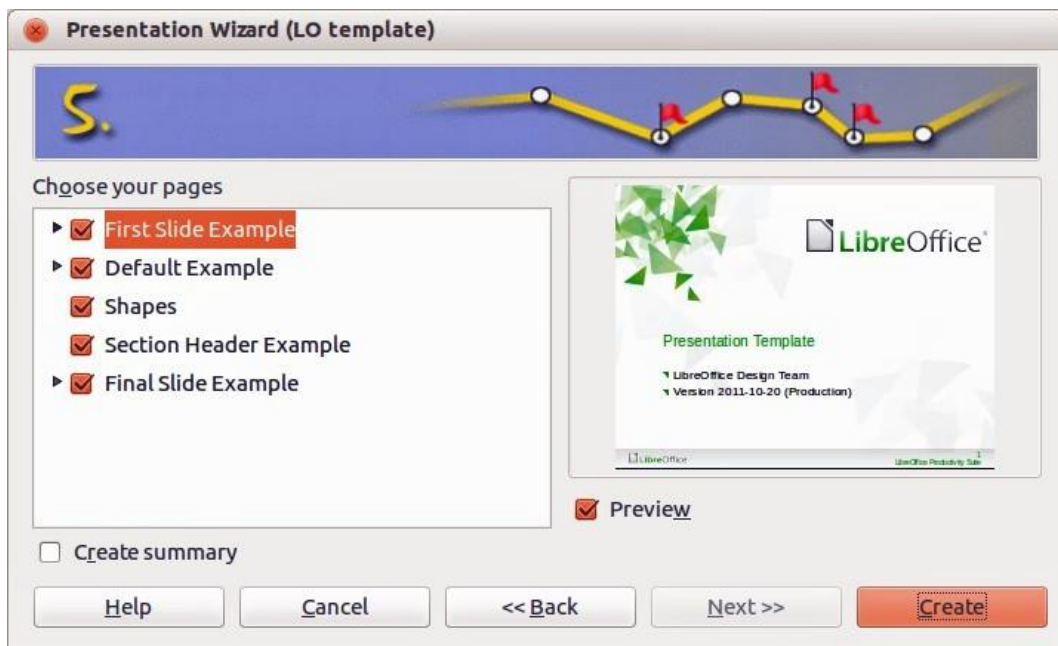 Presentation Wizard (LO template)
S.
Choose your pages
First Slide Example
Default Example
Shapes
Section Header Example
Final Slide Example
LibreOffice
Presentation Template
LibreOffice Design Team
Version 2011-10-20 (Production)
LibreOffice
1
LibreOffice Productivity Suite
Preview
Create summary
Help
Cancel
<< Back
Next >>
Create